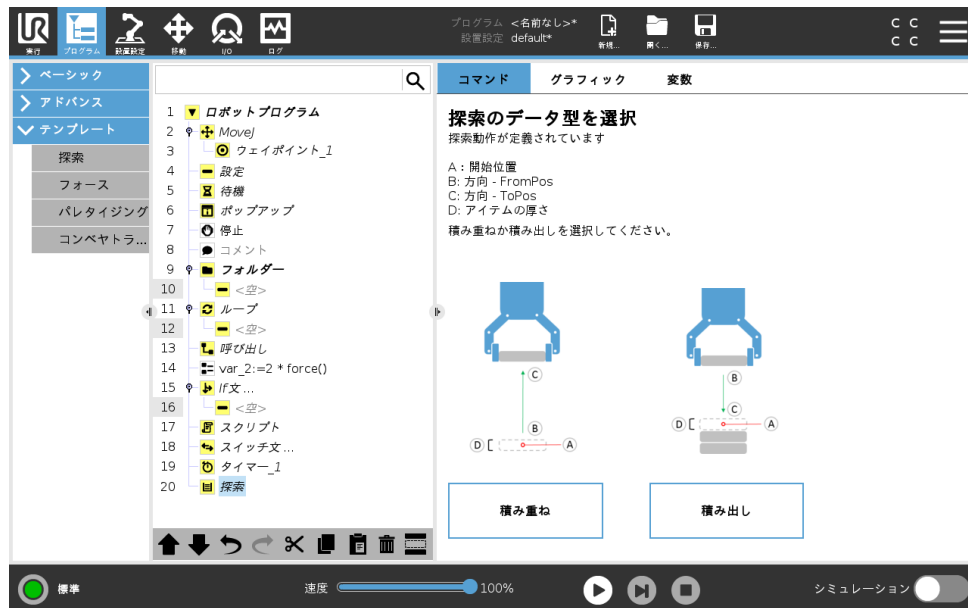 UR
実行
プログラム
設置設定
移動
I/O
ログ
プログラム <名前なし>*
設置設定 default*
新規...
開く...
保存...
C C
C C
ベーシック
アドバンス
テンプレート
探索
フォース
パレタイジング
コンベヤトラ...
1 ロボットプログラム
2 MoveJ
3 ウェイポイント_1
4 設定
5 待機
6 ポップアップ
7 停止
8 コメント
9 フォルダー
10 <空>
11 ループ
12 <空>
13 呼び出し
14 var_2:=2 * force()
15 If文 ...
16 <空>
17 スクリプト
18 スイッチ文 ...
19 タイマー_1
20 探索
コマンド グラフィック 変数
探索のデータ型を選択
探索動作が定義されています
A : 開始位置
B: 方向 - FromPos
C: 方向 - ToPos
D: アイテムの厚さ
積み重ねか積み出しを選択してください。
C
B
D
A
B
C
D
A
積み重ね
積み出し
標準
速度
100%
シミュレーション